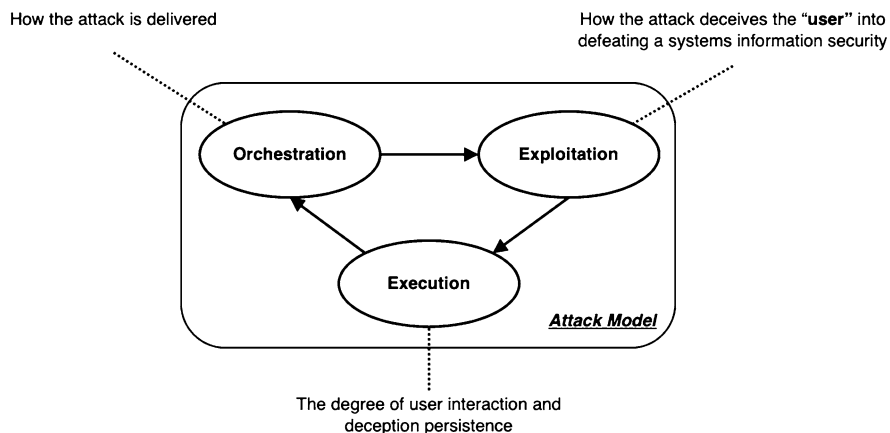 How the attack is delivered
How the attack deceives the “user” into
defeating a systems information security
Orchestration
Exploitation
Execution
Attack Model
The degree of user interaction and
deception persistence